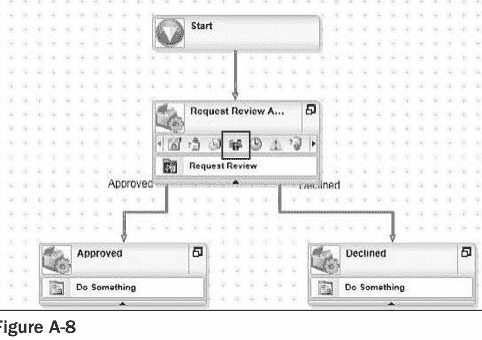 Start
Request Review A...
Request Review
Approved
Declined
Approved
Declined
Do Something
Do Something
Figure A-8